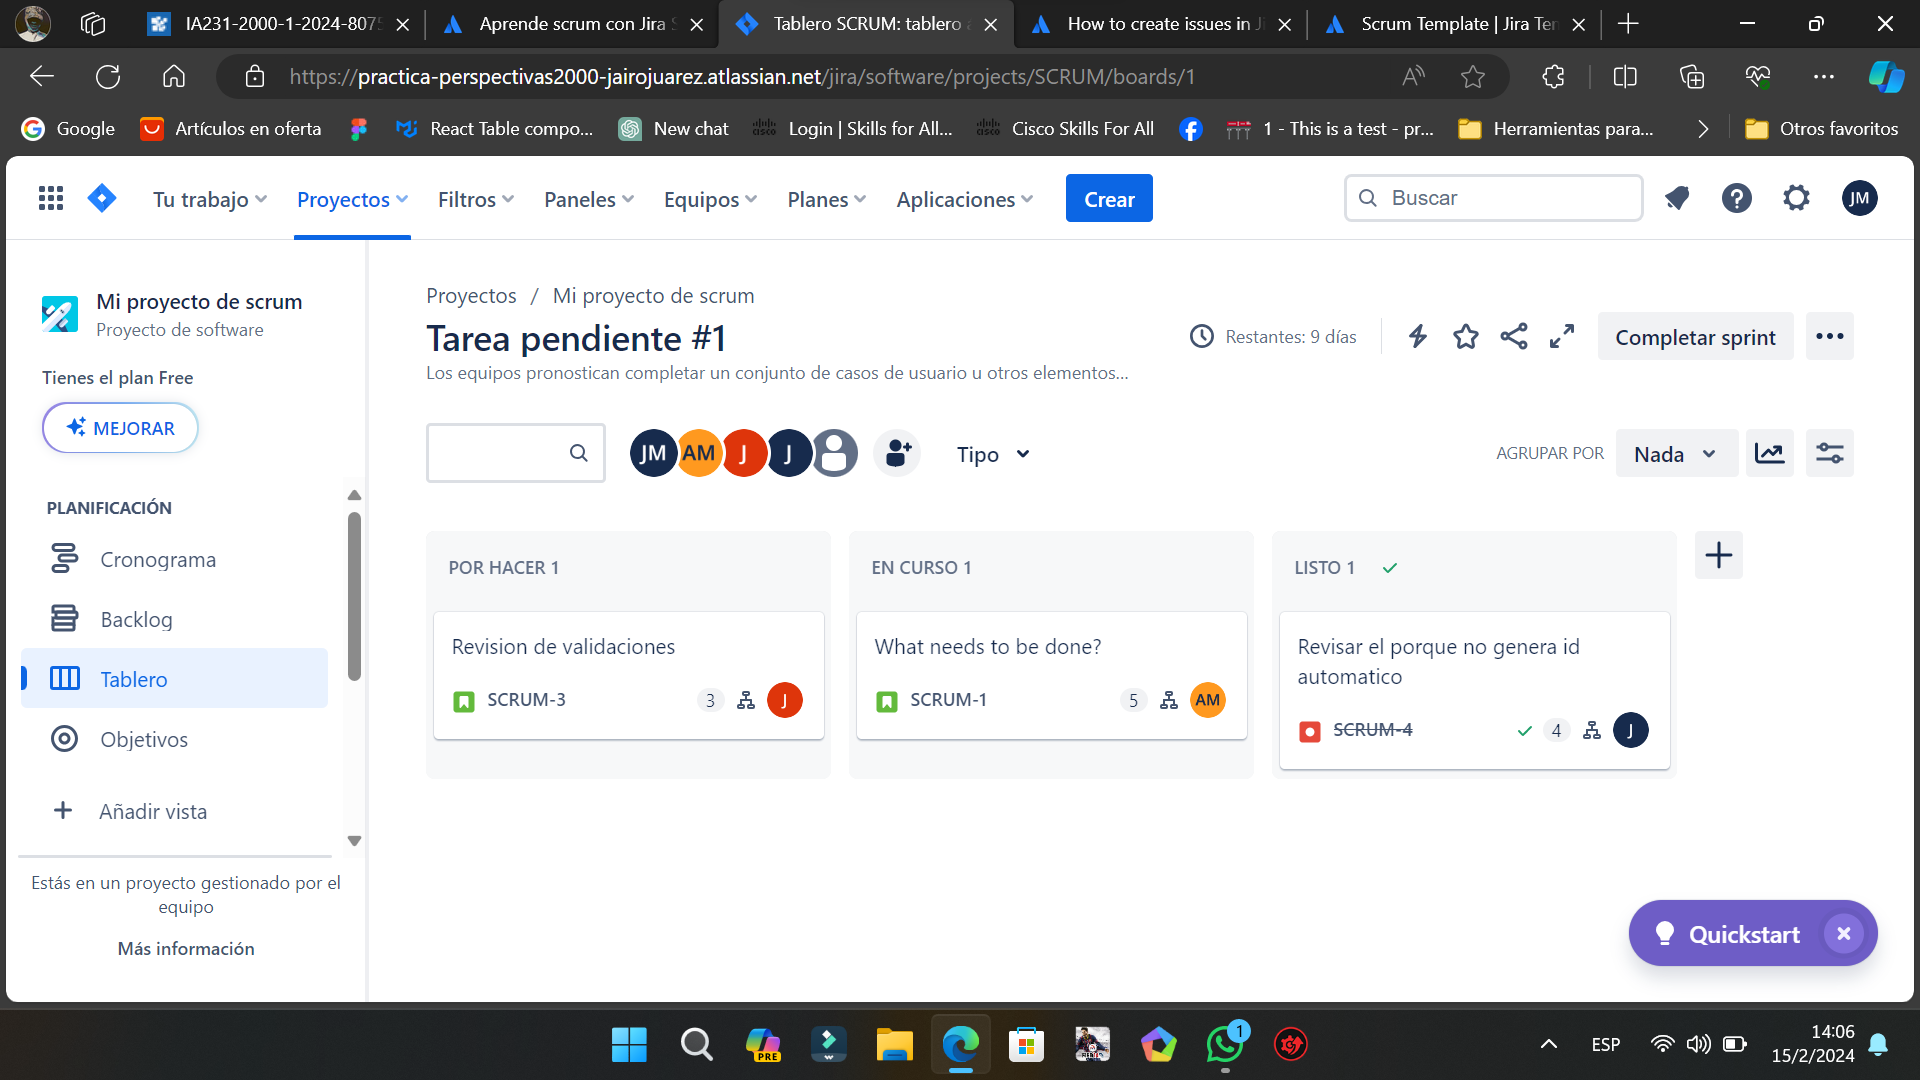 IA231-2000-1-2024-8075
Aprende scrum con Jira S
Tablero SCRUM: tablero a
How to create issues in Ji
Scrum Template | Jira Tem
https://practica-perspectivas2000-jairojuarez.atlassian.net/jira/software/projects/SCRUM/boards/1
Google
Artículos en oferta
React Table compo...
New chat
Login | Skills for All...
Cisco Skills For All
1 - This is a test - pr...
Herramientas para...
Otros favoritos
Tu trabajo
Proyectos
Filtros
Paneles
Equipos
Planes
Aplicaciones
Crear
Buscar
JM
Mi proyecto de scrum
Proyecto de software
Tienes el plan Free
MEJORAR
PLANIFICACIÓN
Cronograma
Backlog
Tablero
Objetivos
Añadir vista
Estás en un proyecto gestionado por el
equipo
Más información
Proyectos / Mi proyecto de scrum
Tarea pendiente #1
Los equipos pronostican completar un conjunto de casos de usuario u otros elementos...
Restantes: 9 días
Completar sprint
JM AM J J
Tipo
AGRUPAR POR
Nada
POR HACER 1
Revision de validaciones
SCRUM-3 3 J
EN CURSO 1
What needs to be done?
SCRUM-1 5 AM
LISTO 1
Revisar el porque no genera id
automatico
SCRUM-4 4 J
Quickstart
PRE
1
ESP
14:06
15/2/2024